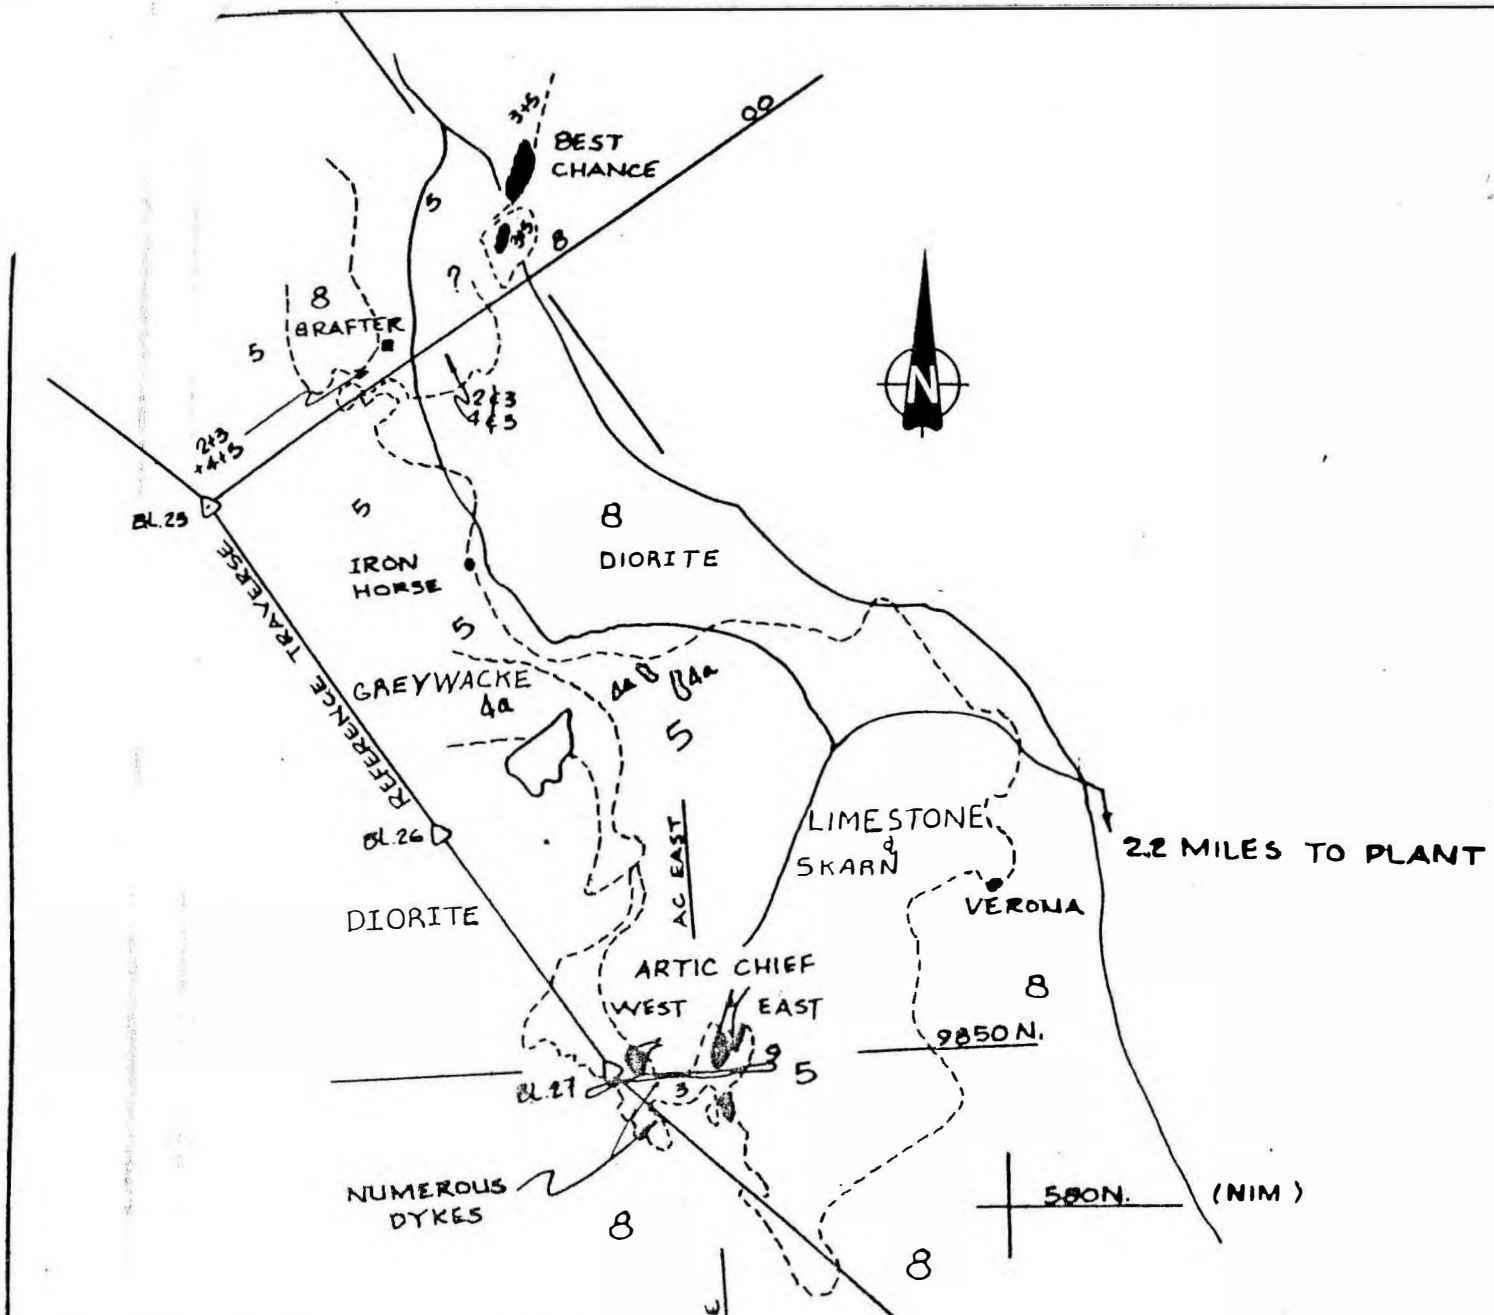 00
3+5
BEST
CHANCE
5
3+5
8
?
8
GRAFTER
5
N
2 & 3
4 & 5
2+3
+4+5
BL.25
5
8
DIORITE
IRON
HORSE
REFERENCE TRAVERSE
5
GREYWACKE
4a
4a
4a
5
BL.26
LIMESTONE
&
SKARN
2.2 MILES TO PLANT
AC EAST
VERONA
DIORITE
ARTIC CHIEF
WEST
EAST
8
9850 N.
9
5
BL.27
3
NUMEROUS
DYKES
580N.
(NIM)
8
8